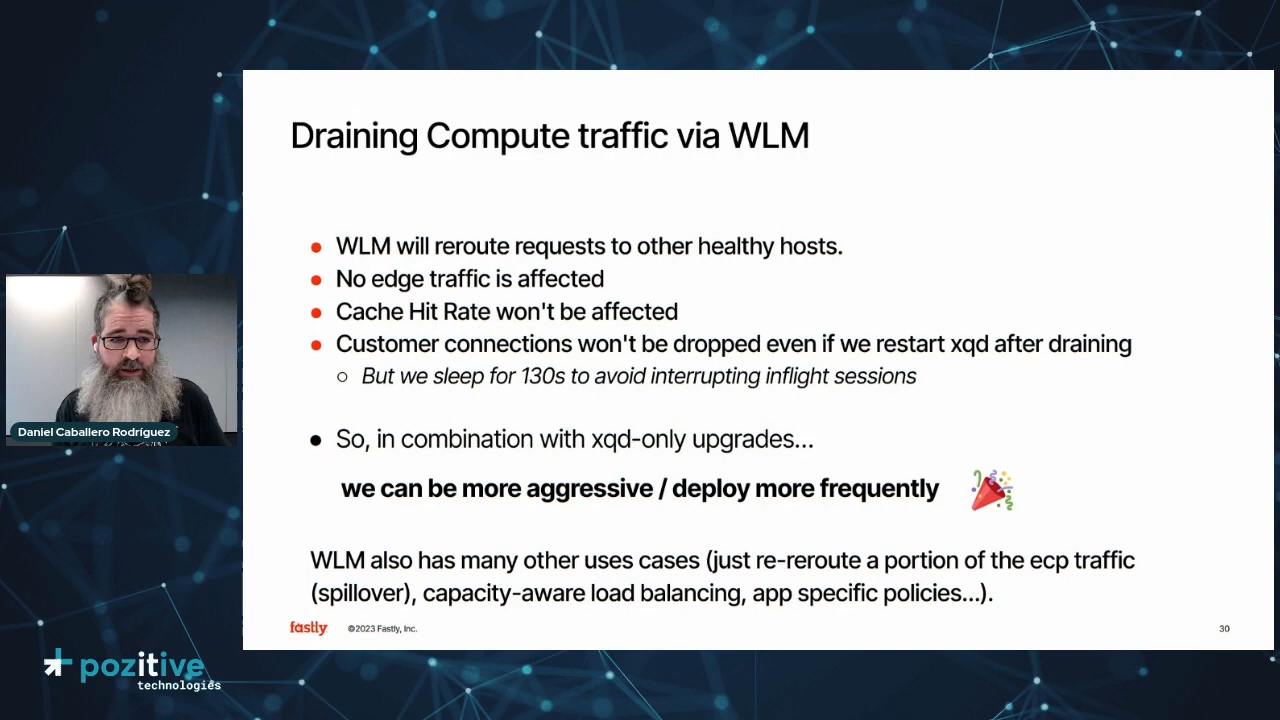 Draining Compute traffic via WLM
WLM will reroute requests to other healthy hosts.
No edge traffic is affected
Cache Hit Rate won't be affected
Customer connections won't be dropped even if we restart xqd after draining
But we sleep for 130s to avoid interrupting inflight sessions
So, in combination with xqd-only upgrades...
we can be more aggressive / deploy more frequently
WLM also has many other uses cases (just re-reroute a portion of the ecp traffic
(spillover), capacity-aware load balancing, app specific policies...).
fastly ©2023 Fastly, Inc. 30
Daniel Caballero Rodríguez
pozitive
technologies